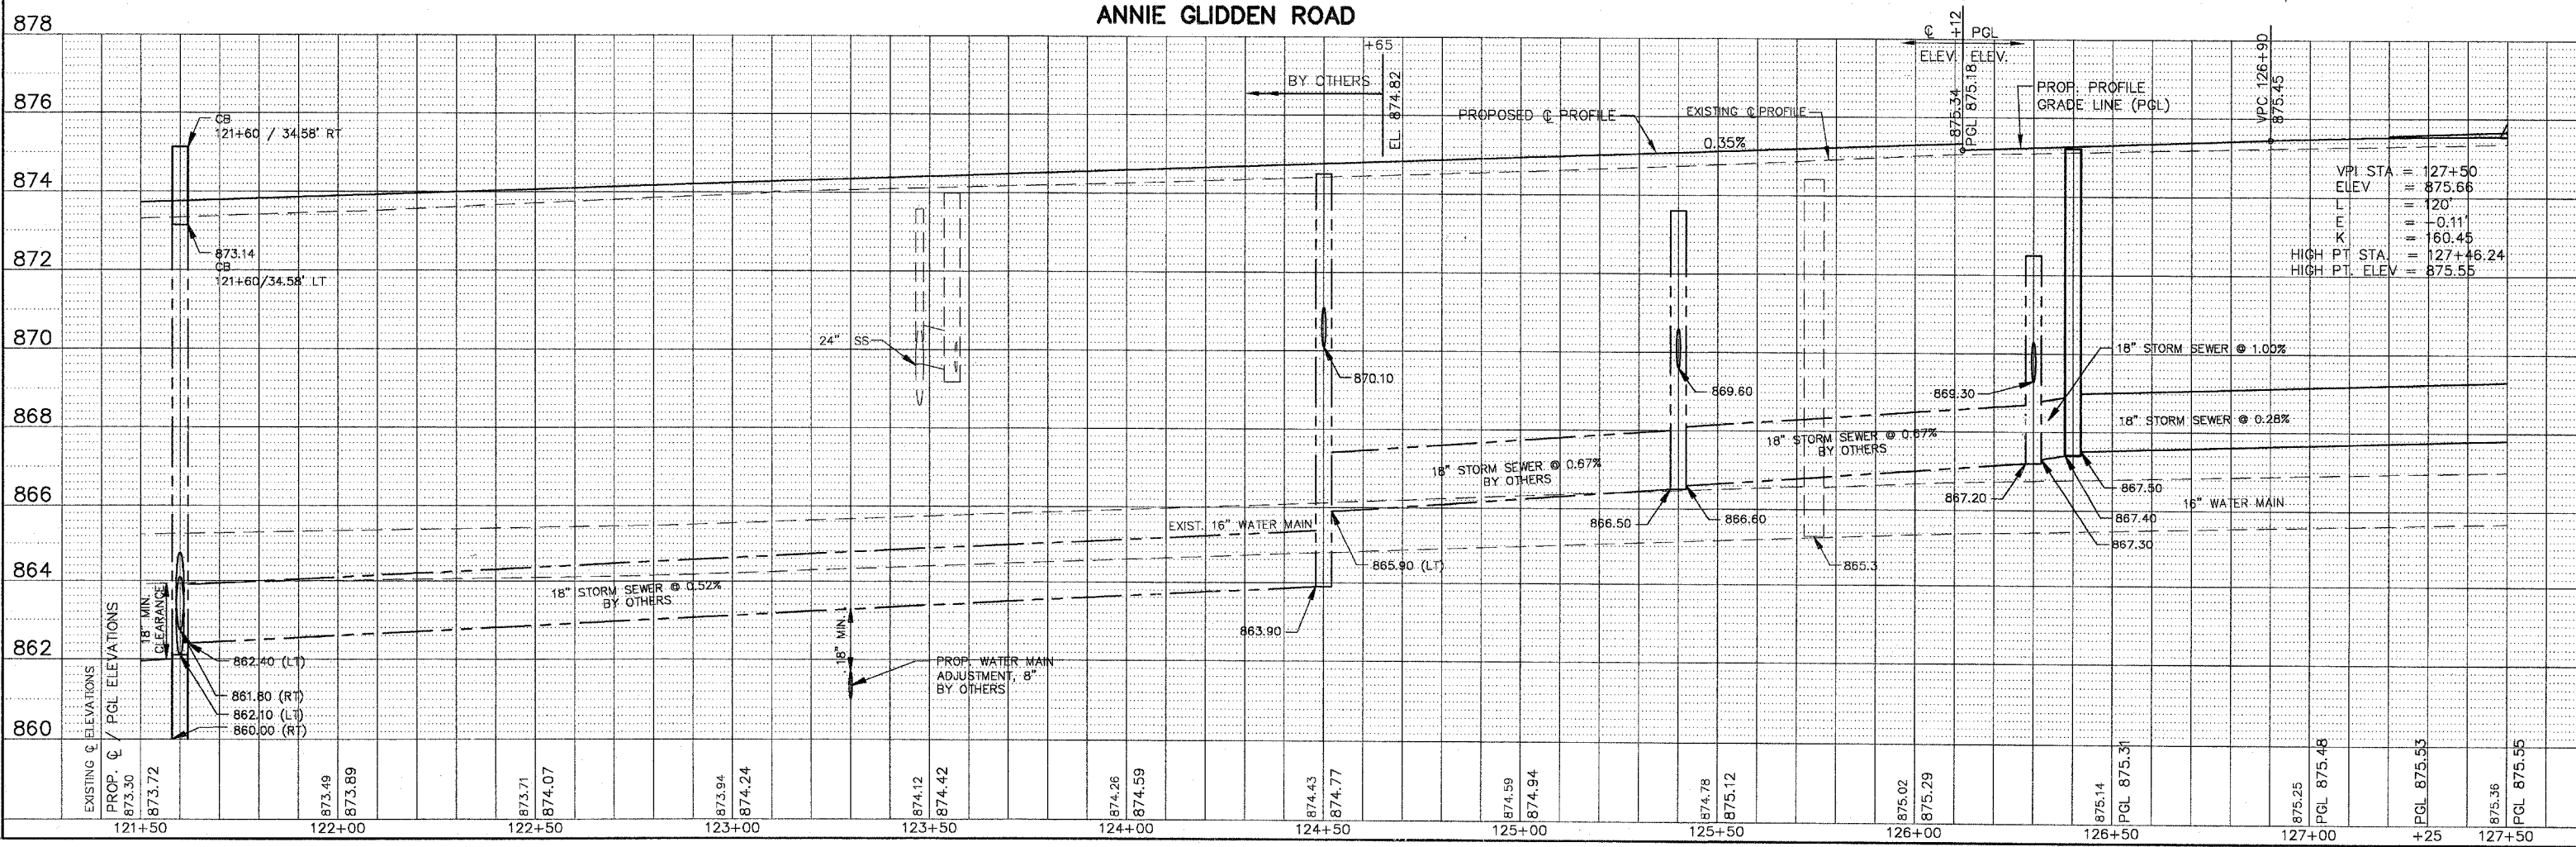 ANNIE GLIDDEN ROAD
878
876
874
872
870
868
866
864
862
860
CB
121+60 / 34.58' RT
873.14
CB
121+60/34.58' LT
24" SS
BY OTHERS
+65
EL. 874.82
PROPOSED ℄ PROFILE
EXISTING ℄ PROFILE
0.35%
℄
+12
PGL
ELEV.
ELEV.
875.34
PGL 875.18
PROP. PROFILE
GRADE LINE (PGL)
VPC 126+90
875.45
VPI STA = 127+50
ELEV = 875.66
L = 120'
E = -0.11'
K = 160.45
HIGH PT STA. = 127+46.24
HIGH PT. ELEV = 875.55
870.10
869.60
869.30
18" STORM SEWER @ 1.00%
18" STORM SEWER @ 0.28%
18" STORM SEWER @ 0.67%
BY OTHERS
18" STORM SEWER @ 0.67%
BY OTHERS
EXIST. 16" WATER MAIN
866.50
866.60
867.20
867.50
867.40
867.30
16" WATER MAIN
865.90 (LT)
865.3
863.90
18" STORM SEWER @ 0.52%
BY OTHERS
18" MIN.
CLEARANCE
18" MIN.
PROP. WATER MAIN
ADJUSTMENT, 8"
BY OTHERS
862.40 (LT)
861.80 (RT)
862.10 (LT)
860.00 (RT)
EXISTING ℄ ELEVATIONS
PROP. ℄ / PGL ELEVATIONS
873.30
873.72
873.49
873.89
873.71
874.07
873.94
874.24
874.12
874.42
874.26
874.59
874.43
874.77
874.59
874.94
874.78
875.12
875.02
875.29
875.14
PGL 875.31
875.25
PGL 875.48
PGL 875.53
875.36
PGL 875.55
121+50
122+00
122+50
123+00
123+50
124+00
124+50
125+00
125+50
126+00
126+50
127+00
+25
127+50